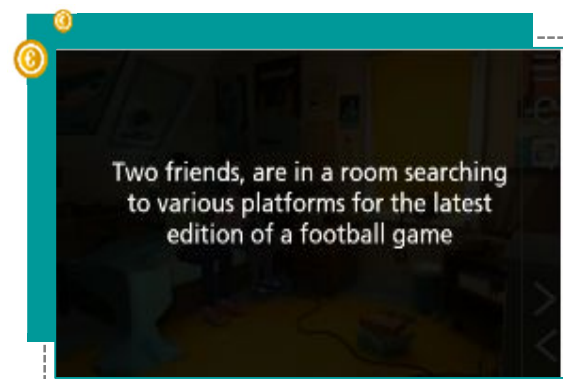 Two friends, are in a room searching
to various platforms for the latest
edition of a football game